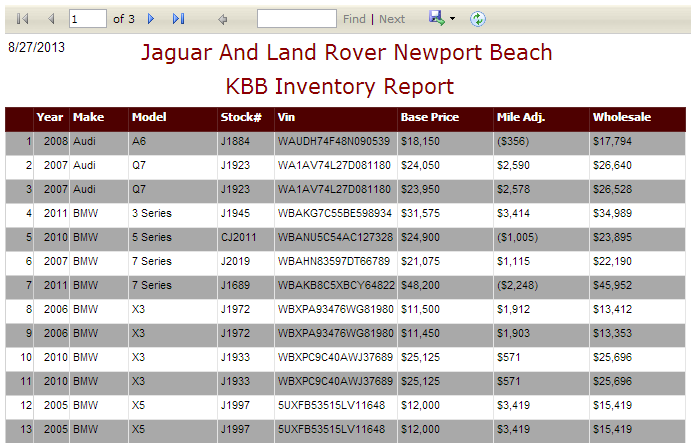 1 of 3 Find | Next
8/27/2013
Jaguar And Land Rover Newport Beach
KBB Inventory Report
Year Make Model Stock# Vin Base Price Mile Adj. Wholesale
1 2008 Audi A6 J1884 WAUDH74F48N090539 $18,150 ($356) $17,794
2 2007 Audi Q7 J1923 WA1AV74L27D081180 $24,050 $2,590 $26,640
3 2007 Audi Q7 J1923 WA1AV74L27D081180 $23,950 $2,578 $26,528
4 2011 BMW 3 Series J1945 WBAKG7C55BE598934 $31,575 $3,414 $34,989
5 2010 BMW 5 Series CJ2011 WBANU5C54AC127328 $24,900 ($1,005) $23,895
6 2007 BMW 7 Series J2019 WBAHN83597DT66789 $21,075 $1,115 $22,190
7 2011 BMW 7 Series J1689 WBAKB8C5XBCY64822 $48,200 ($2,248) $45,952
8 2006 BMW X3 J1972 WBXPA93476WG81980 $11,500 $1,912 $13,412
9 2006 BMW X3 J1972 WBXPA93476WG81980 $11,450 $1,903 $13,353
10 2010 BMW X3 J1933 WBXPC9C40AWJ37689 $25,125 $571 $25,696
11 2010 BMW X3 J1933 WBXPC9C40AWJ37689 $25,125 $571 $25,696
12 2005 BMW X5 J1997 5UXFB53515LV11648 $12,000 $3,419 $15,419
13 2005 BMW X5 J1997 5UXFB53515LV11648 $12,000 $3,419 $15,419